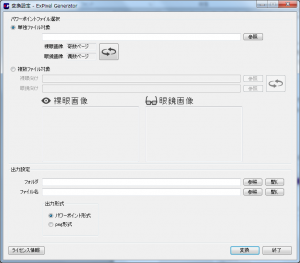 変換設定 - ExPixel Generator
パワーポイントファイル選択
単独ファイル対象
参照
裸眼画像 奇数ページ
眼鏡画像 偶数ページ
複数ファイル対象
裸眼向け
参照
眼鏡向け
参照
裸眼画像
眼鏡画像
出力設定
フォルダ
参照
開く
ファイル名
参照
開く
出力形式
パワーポイント形式
png形式
ライセンス情報
変換
終了